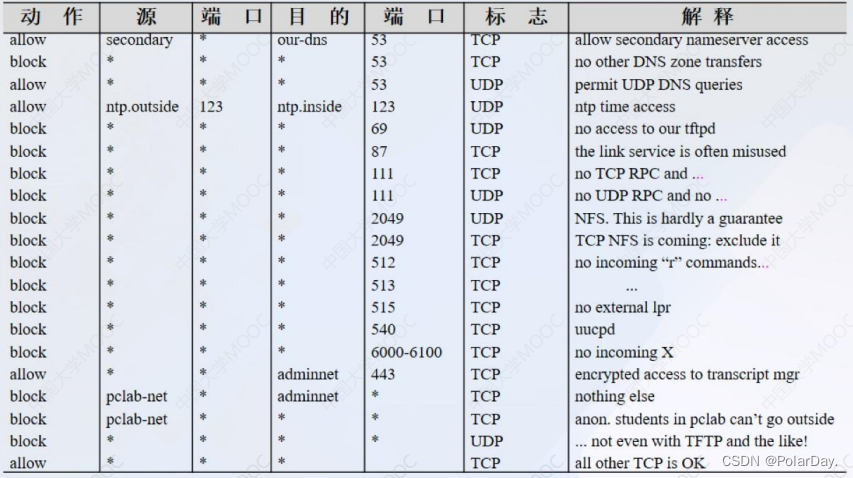 动 作 源 端 口 目 的 端 口 标 志 解 释
allow secondary * our-dns 53 TCP allow secondary nameserver access
block * * * 53 TCP no other DNS zone transfers
allow * * * 53 UDP permit UDP DNS queries
allow ntp.outside 123 ntp.inside 123 UDP ntp time access
block * * * 69 UDP no access to our tftpd
block * * * 87 TCP the link service is often misused
block * * * 111 TCP no TCP RPC and ...
block * * * 111 UDP no UDP RPC and no ...
block * * * 2049 UDP NFS. This is hardly a guarantee
block * * * 2049 TCP TCP NFS is coming: exclude it
block * * * 512 TCP no incoming “r” commands...
block * * * 513 TCP ...
block * * * 515 TCP no external lpr
block * * * 540 TCP uucpd
block * * * 6000-6100 TCP no incoming X
allow * * adminnet 443 TCP encrypted access to transcript mgr
block pclab-net * adminnet * TCP nothing else
block pclab-net * * * TCP anon. students in pclab can’t go outside
block * * * * UDP ... not even with TFTP and the like!
allow * * * * TCP all other TCP is OK
CSDN @PolarDay.
中国大学MOOC